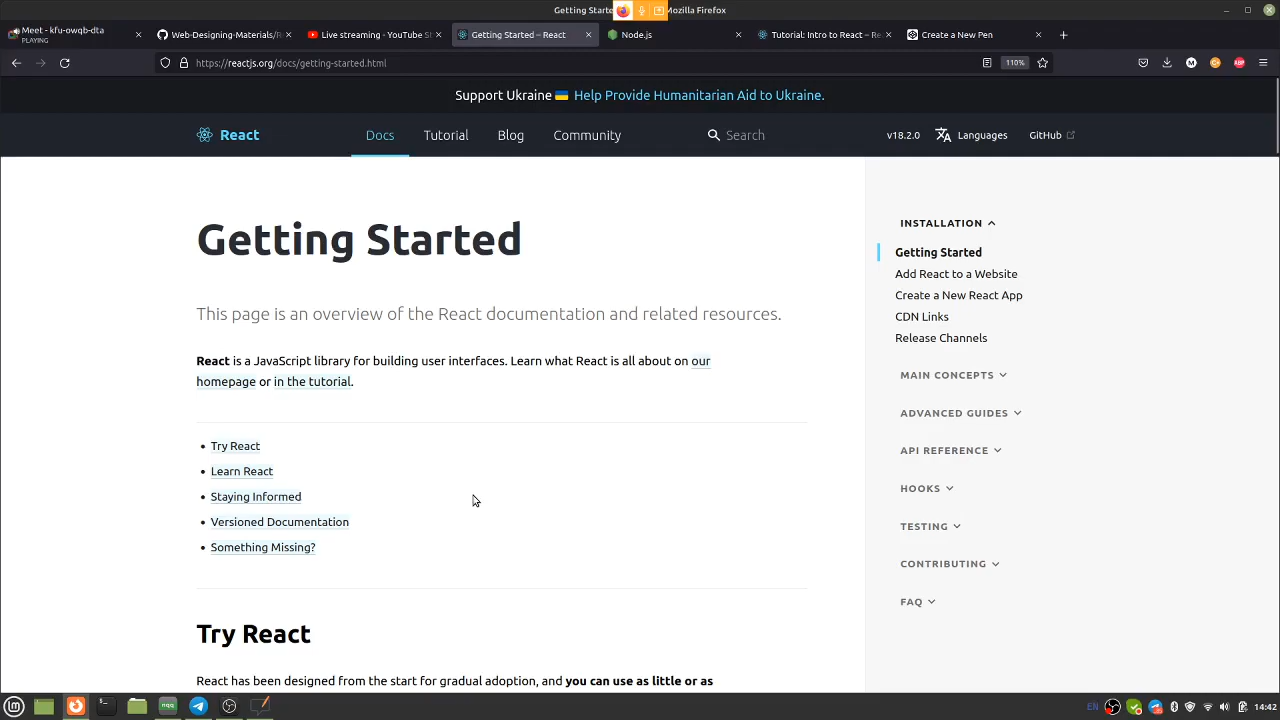 Getting Starte
Mozilla Firefox
Meet - kfu-owqb-dta
PLAYING
Web-Designing-Materials/R
Live streaming - YouTube S
Getting Started – React
Node.js
Tutorial: Intro to React – Re
Create a New Pen
https://reactjs.org/docs/getting-started.html
110%
M
C
ABP
Support Ukraine 🇺🇦 Help Provide Humanitarian Aid to Ukraine.
React
Docs
Tutorial
Blog
Community
Search
v18.2.0
Languages
GitHub
Getting Started
This page is an overview of the React documentation and related resources.
React is a JavaScript library for building user interfaces. Learn what React is all about on our
homepage or in the tutorial.
• Try React
• Learn React
• Staying Informed
• Versioned Documentation
• Something Missing?
Try React
React has been designed from the start for gradual adoption, and you can use as little or as
INSTALLATION
Getting Started
Add React to a Website
Create a New React App
CDN Links
Release Channels
MAIN CONCEPTS
ADVANCED GUIDES
API REFERENCE
HOOKS
TESTING
CONTRIBUTING
FAQ
nqq
EN
14:42